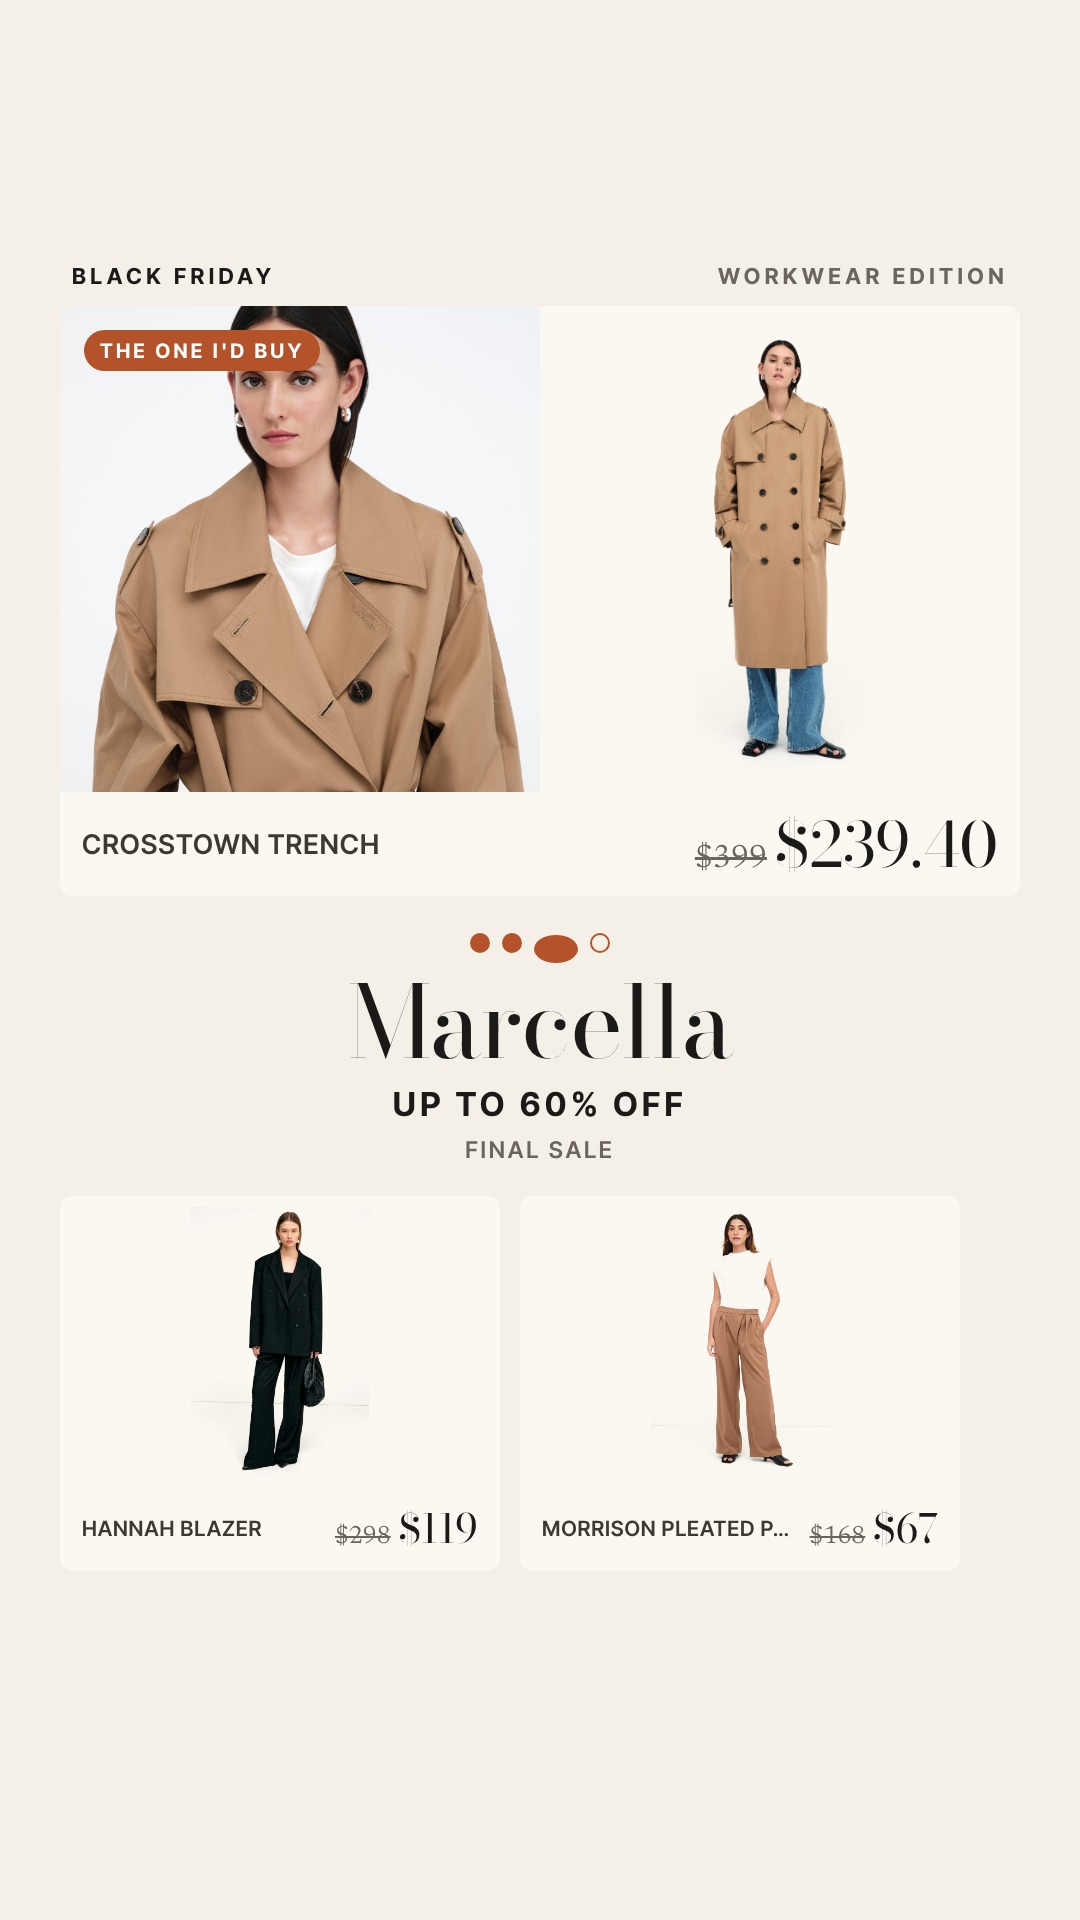 BLACK FRIDAY
WORKWEAR EDITION
THE ONE I'D BUY
CROSSTOWN TRENCH
$399 $239.40
Marcella
UP TO 60% OFF
FINAL SALE
HANNAH BLAZER
$298 $119
MORRISON PLEATED P...
$168 $67